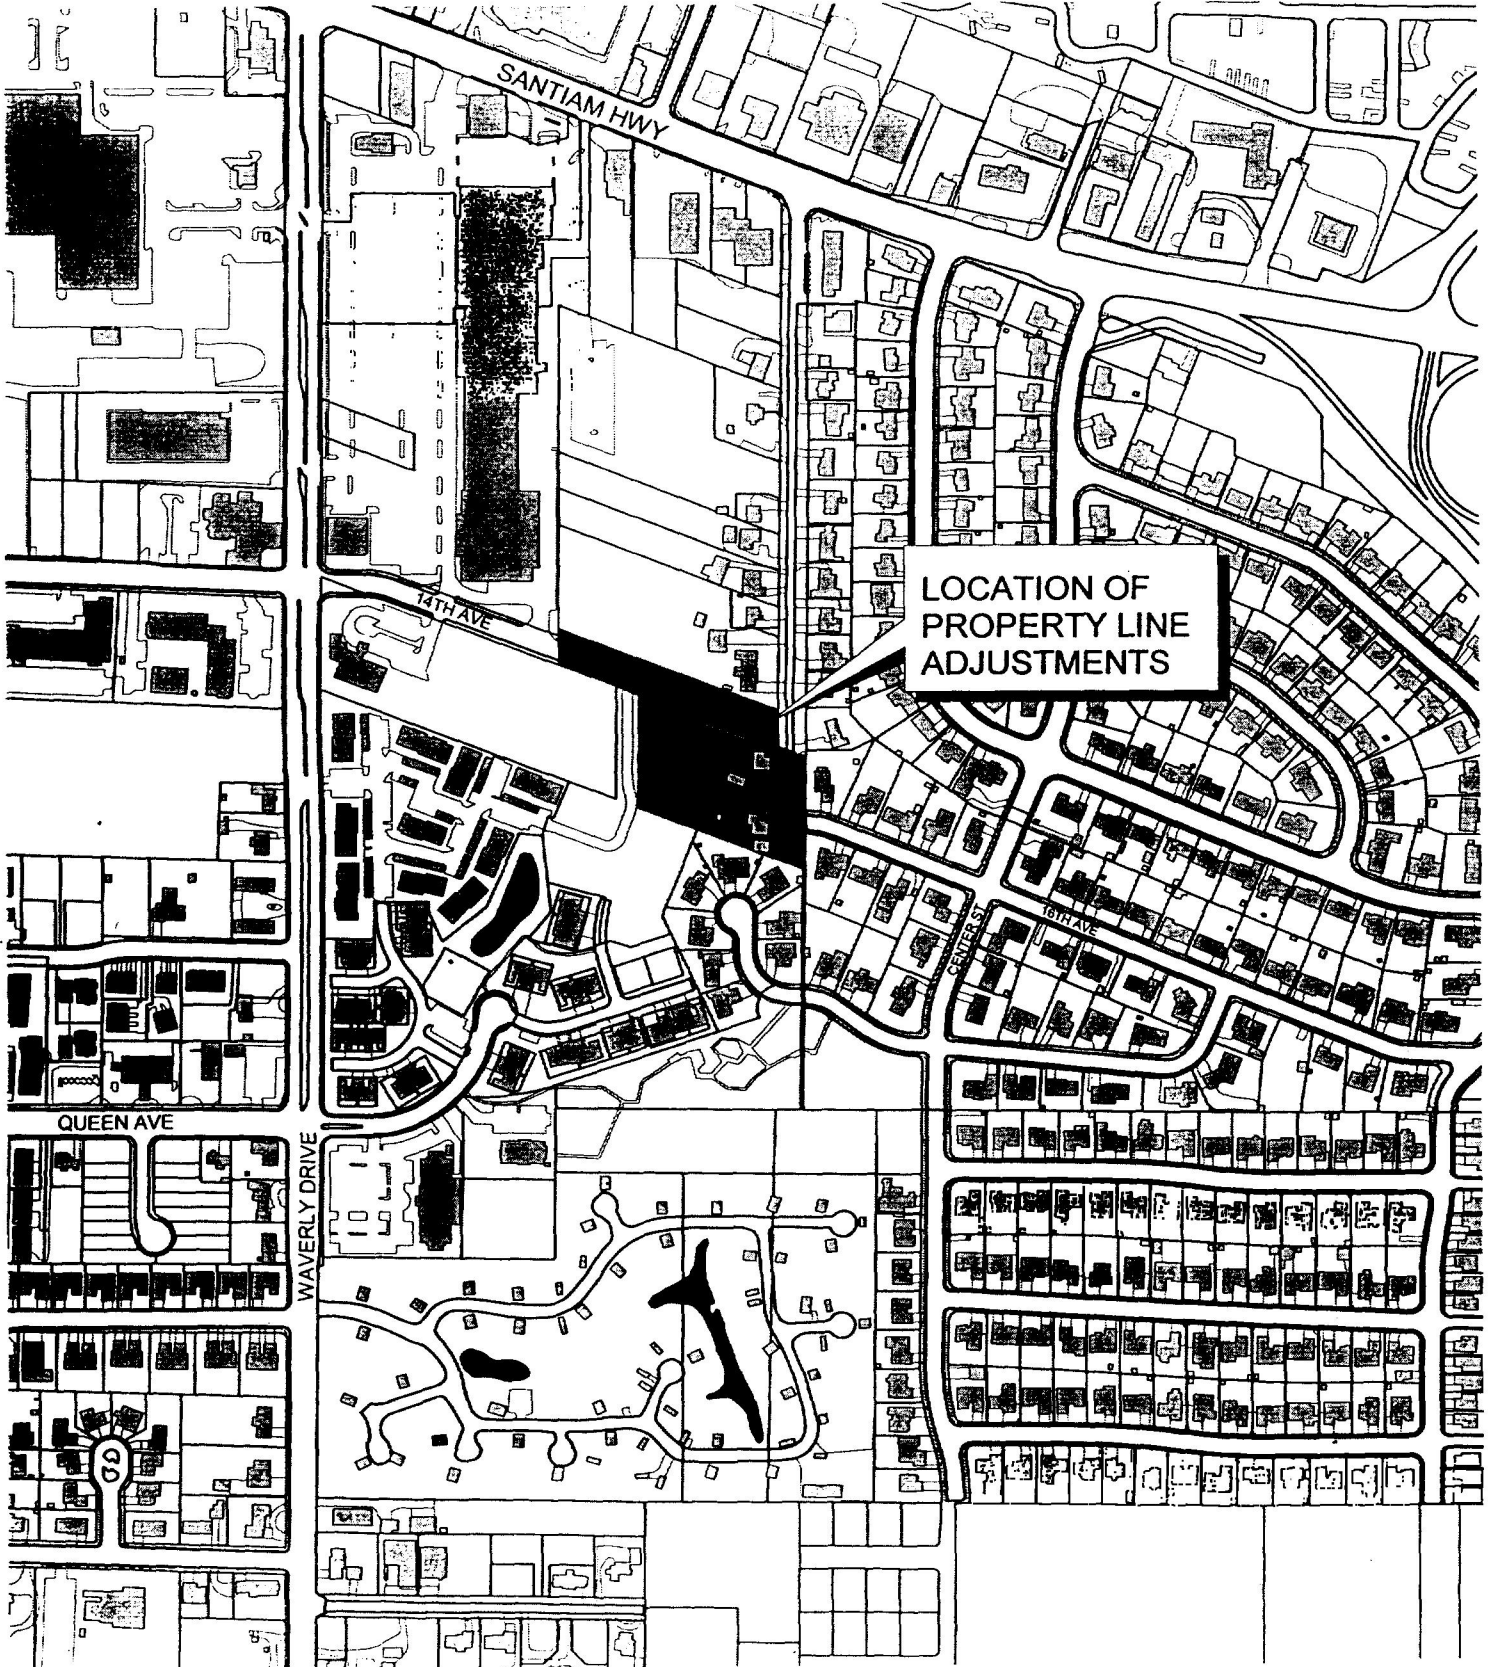 SANTIAM HWY
14TH AVE
LOCATION OF
PROPERTY LINE
ADJUSTMENTS
CENTER ST
16TH AVE
QUEEN AVE
WAVERLY DRIVE